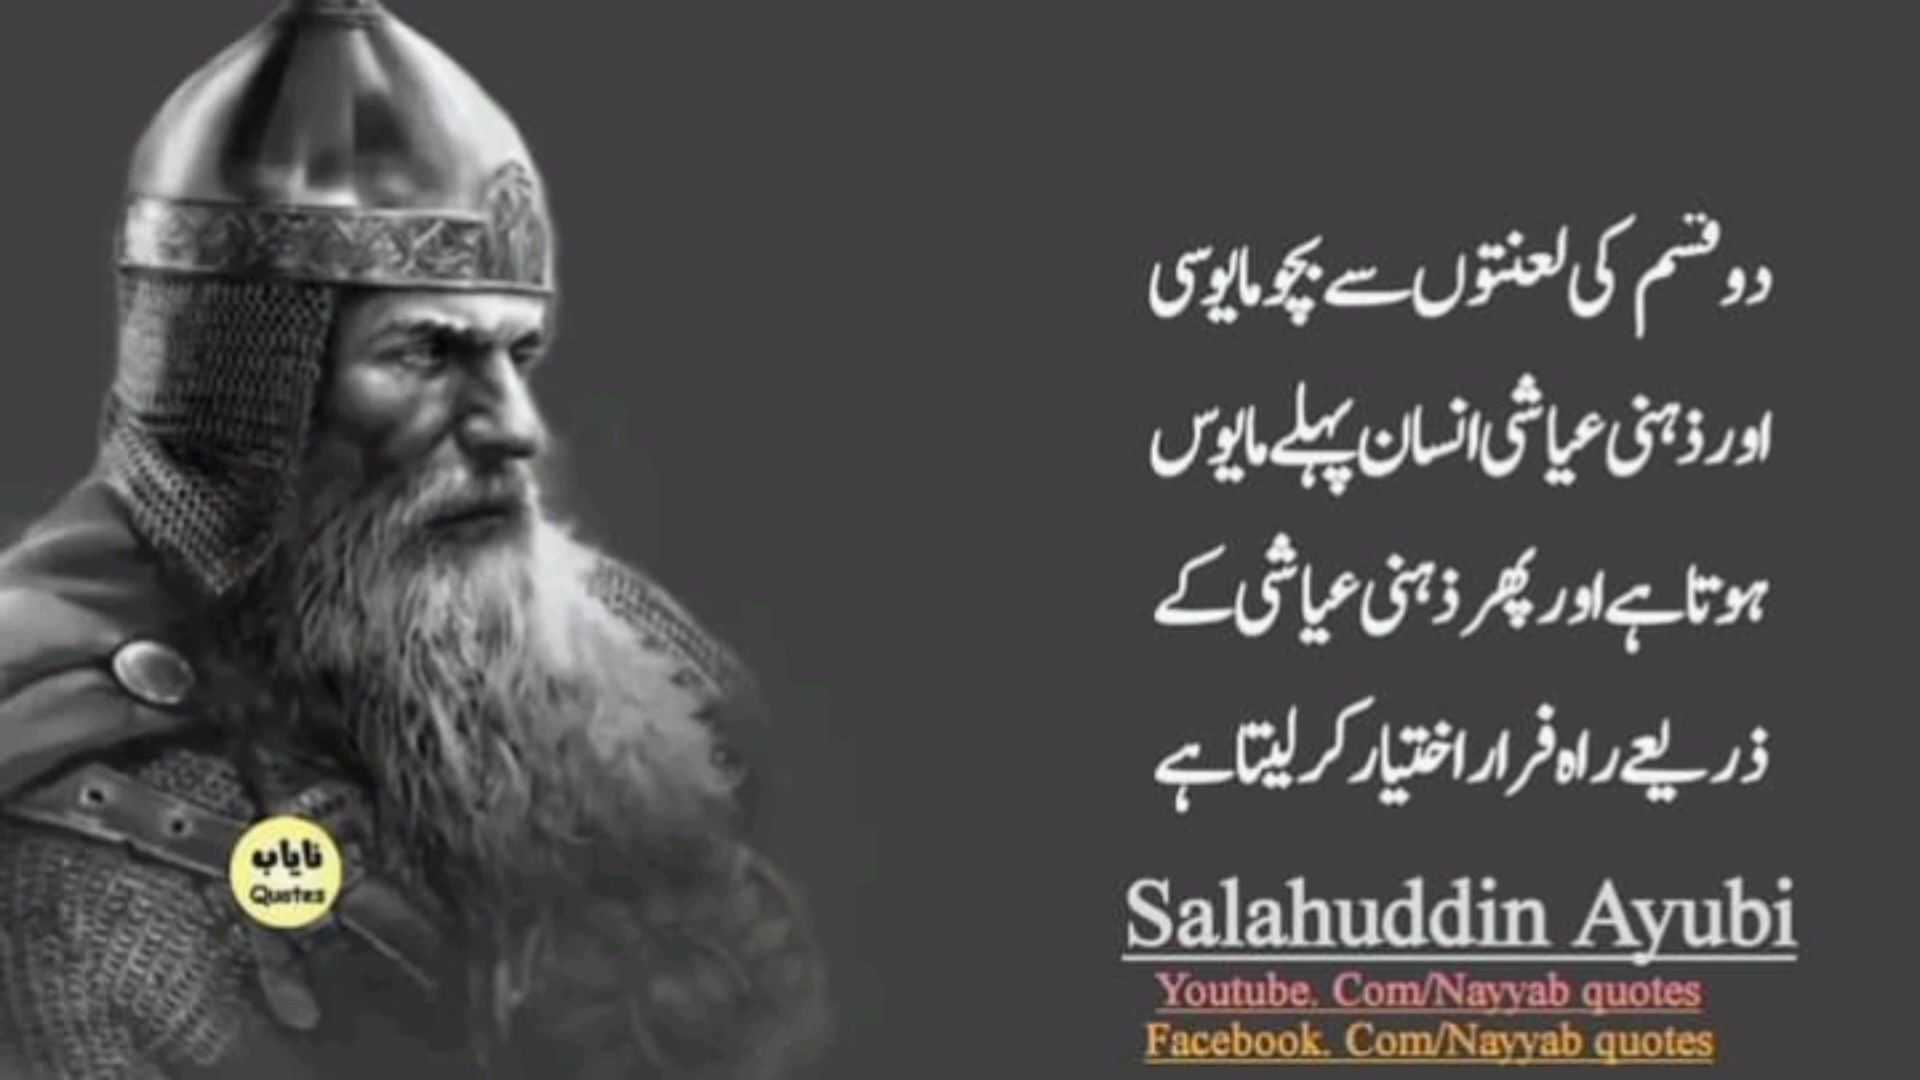 دو قسم کی لعنتوں سے بچو مایوسی
اور ذہنی عیاشی انسان پہلے مایوس
ہوتا ہے اور پھر ذہنی عیاشی کے
ذریعے راہ فرار اختیار کر لیتا ہے
Salahuddin Ayubi
Youtube. Com/Nayyab quotes
Facebook. Com/Nayyab quotes
نایاب
Quotes